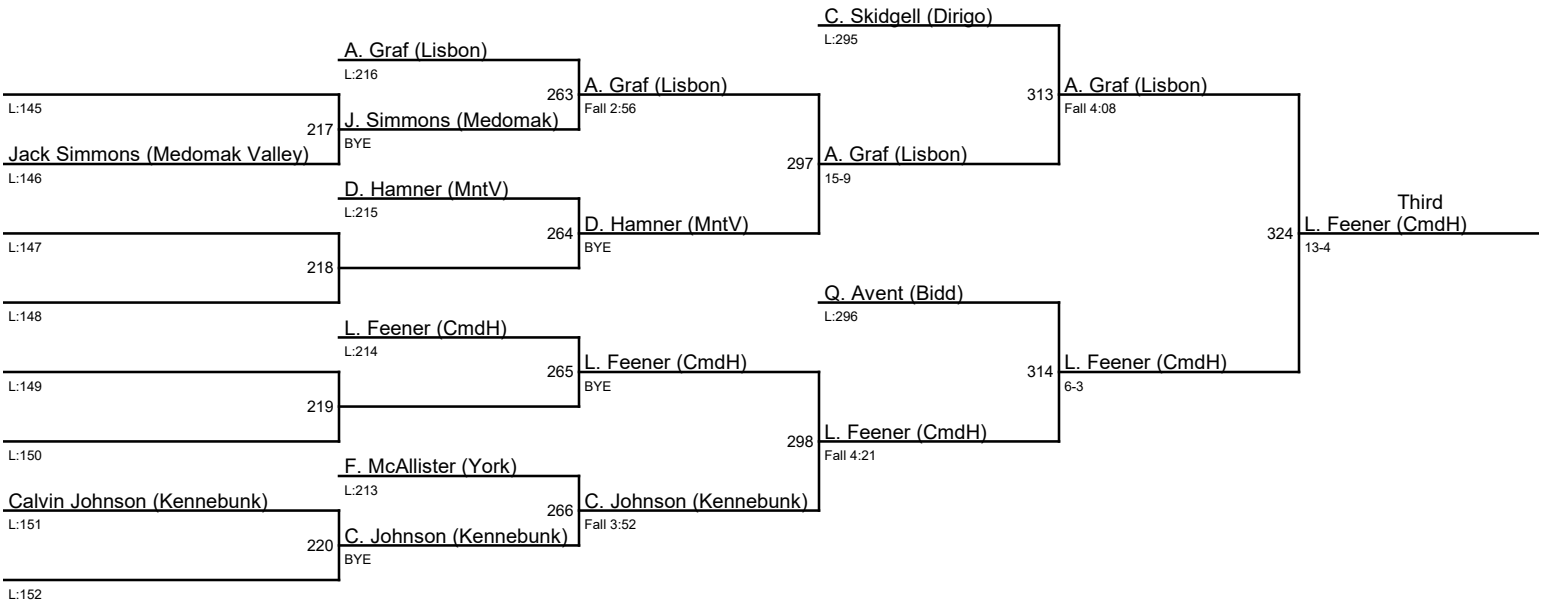 C. Skidgell (Dirigo)
L:295
A. Graf (Lisbon)
L:216
263 A. Graf (Lisbon)
Fall 2:56
313 A. Graf (Lisbon)
Fall 4:08
L:145
217 J. Simmons (Medomak)
BYE
Jack Simmons (Medomak Valley)
L:146
297 A. Graf (Lisbon)
15-9
D. Hamner (MntV)
L:215
Third
264 D. Hamner (MntV)
BYE
324 L. Feener (CmdH)
13-4
L:147
218
Q. Avent (Bidd)
L:296
L:148
L. Feener (CmdH)
L:214
265 L. Feener (CmdH)
BYE
314 L. Feener (CmdH)
6-3
L:149
219
298 L. Feener (CmdH)
Fall 4:21
L:150
F. McAllister (York)
L:213
Calvin Johnson (Kennebunk)
L:151
266 C. Johnson (Kennebunk)
Fall 3:52
220 C. Johnson (Kennebunk)
BYE
L:152